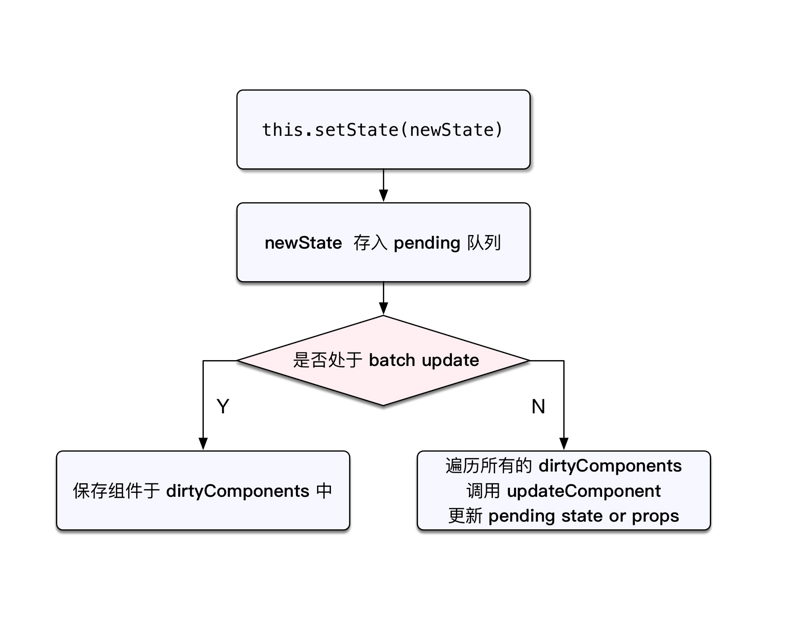 this.setState(newState)
newState 存入 pending 队列
是否处于 batch update
Y
N
保存组件于 dirtyComponents 中
遍历所有的 dirtyComponents
调用 updateComponent
更新 pending state or props